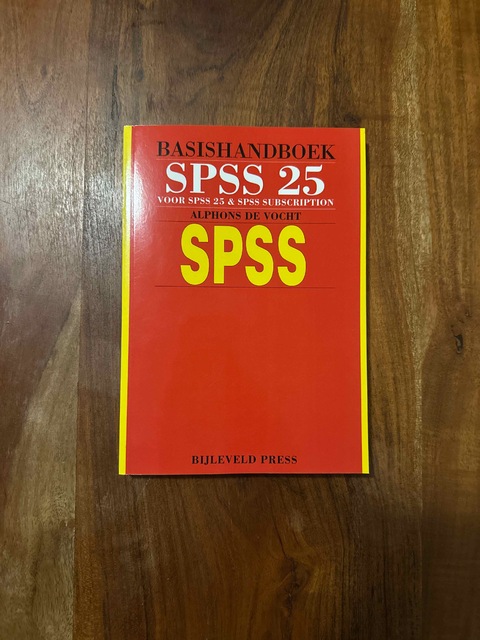 BASISHANDBOEK
SPSS 25
VOOR SPSS 25 & SPSS SUBSCRIPTION
ALPHONS DE VOCHT
SPSS
BIJLEVELD PRESS